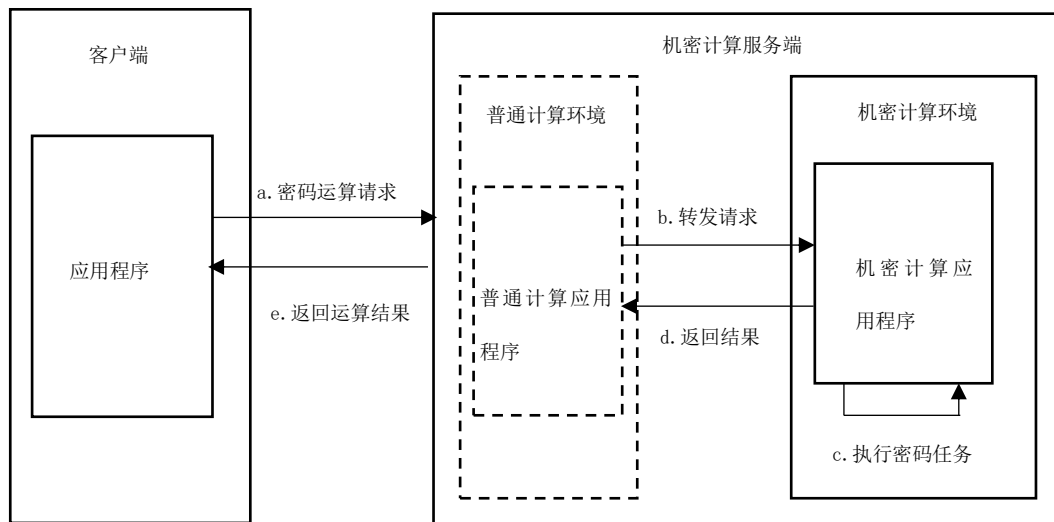 客户端
机密计算服务端
普通计算环境
机密计算环境
a.密码运算请求
b.转发请求
应用程序
机密计算应
用程序
普通计算应用
程序
e.返回运算结果
d.返回结果
c.执行密码任务